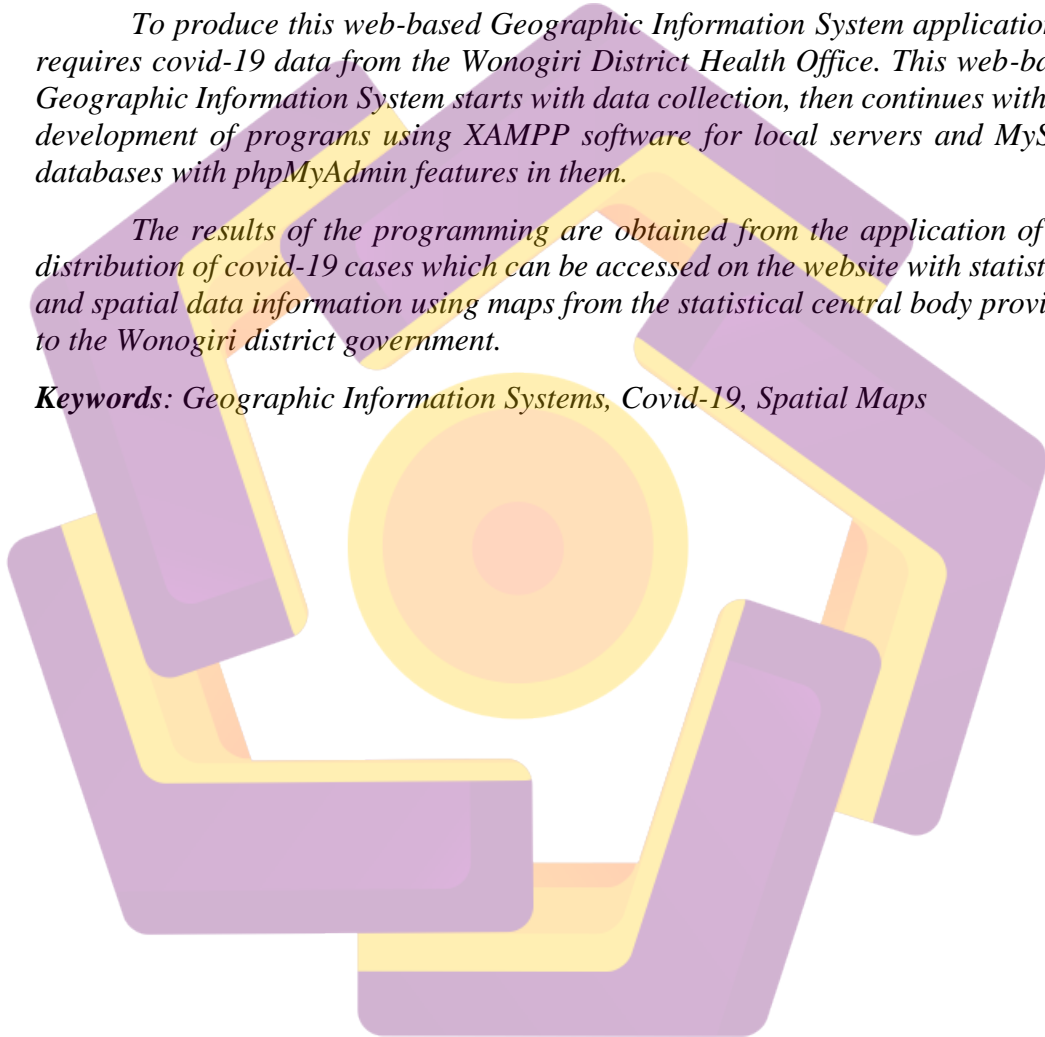 To produce this web-based Geographic Information System application
requires covid-19 data from the Wonogiri District Health Office. This web-ba
Geographic Information System starts with data collection, then continues with
development of programs using XAMPP software for local servers and MyS
databases with phpMyAdmin features in them.
The results of the programming are obtained from the application of
distribution of covid-19 cases which can be accessed on the website with statist
and spatial data information using maps from the statistical central body provi
to the Wonogiri district government.
Keywords: Geographic Information Systems, Covid-19, Spatial Maps